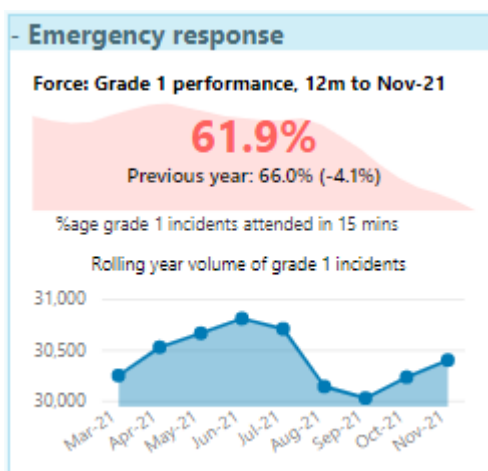 - Emergency response
Force: Grade 1 performance, 12m to Nov-21
61.9%
Previous year: 66.0% (-4.1%)
%age grade 1 incidents attended in 15 mins
Rolling year volume of grade 1 incidents
31,000
30,500
30,000
Mar-21 Apr-21 May-21 Jun-21 Jul-21 Aug-21 Sep-21 Oct-21 Nov-21